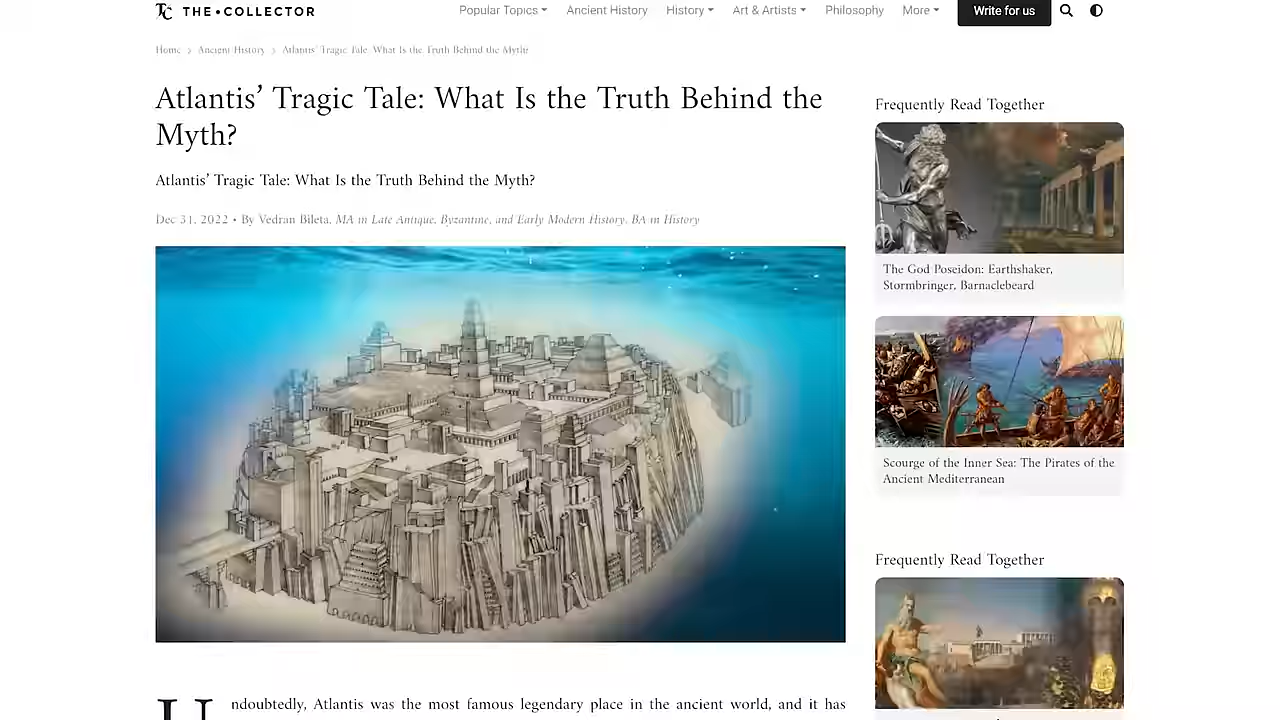 TC THE•COLLECTOR
Popular Topics Ancient History History Art & Artists Philosophy More Write for us
Home > Ancient History > Atlantis' Tragic Tale: What Is the Truth Behind the Myth?
Atlantis’ Tragic Tale: What Is the Truth Behind the
Myth?
Atlantis’ Tragic Tale: What Is the Truth Behind the Myth?
Dec 31, 2022 • By Vedran Bileta, MA in Late Antique, Byzantine, and Early Modern History, BA in History
Undoubtedly, Atlantis was the most famous legendary place in the ancient world, and it has
Frequently Read Together
The God Poseidon: Earthshaker,
Stormbringer, Barnaclebeard
Scourge of the Inner Sea: The Pirates of the
Ancient Mediterranean
Frequently Read Together